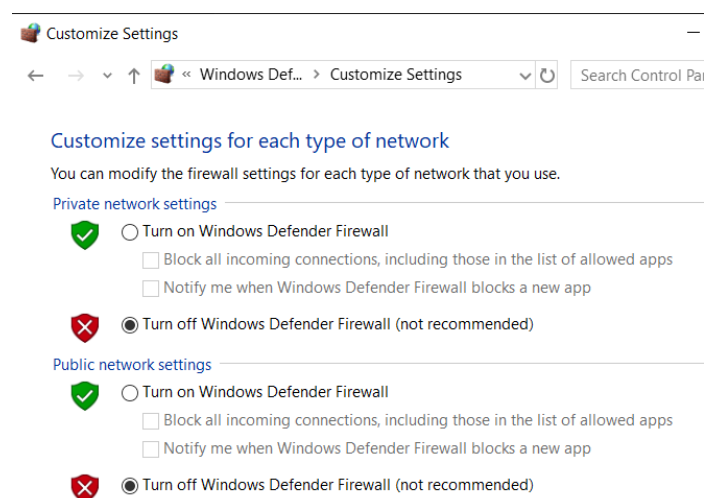 Customize Settings
« Windows Def... > Customize Settings
Search Control Par
Customize settings for each type of network
You can modify the firewall settings for each type of network that you use.
Private network settings
Turn on Windows Defender Firewall
Block all incoming connections, including those in the list of allowed apps
Notify me when Windows Defender Firewall blocks a new app
Turn off Windows Defender Firewall (not recommended)
Public network settings
Turn on Windows Defender Firewall
Block all incoming connections, including those in the list of allowed apps
Notify me when Windows Defender Firewall blocks a new app
Turn off Windows Defender Firewall (not recommended)